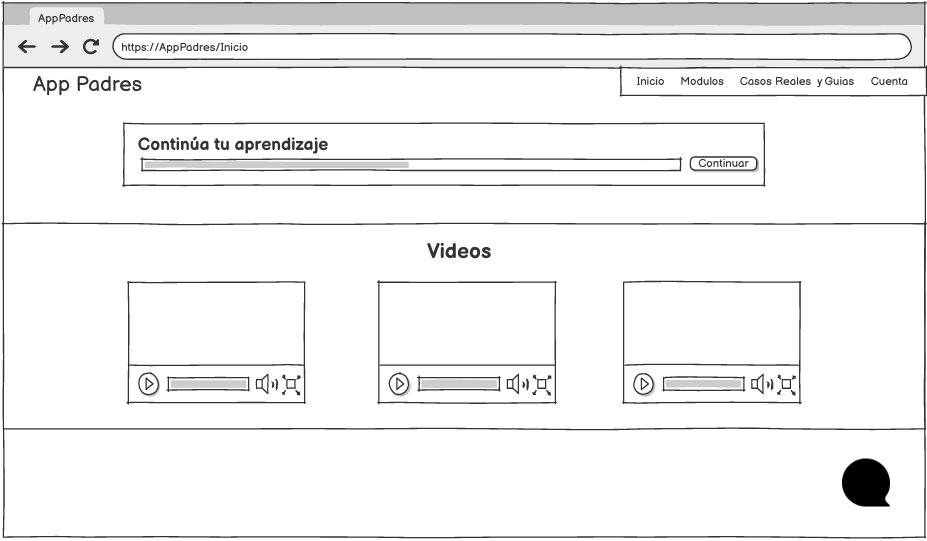 AppPadres
https://AppPadres/Inicio
App Padres
Inicio Modulos Casos Reales y Guias Cuenta
Continúa tu aprendizaje
Continuar
Videos